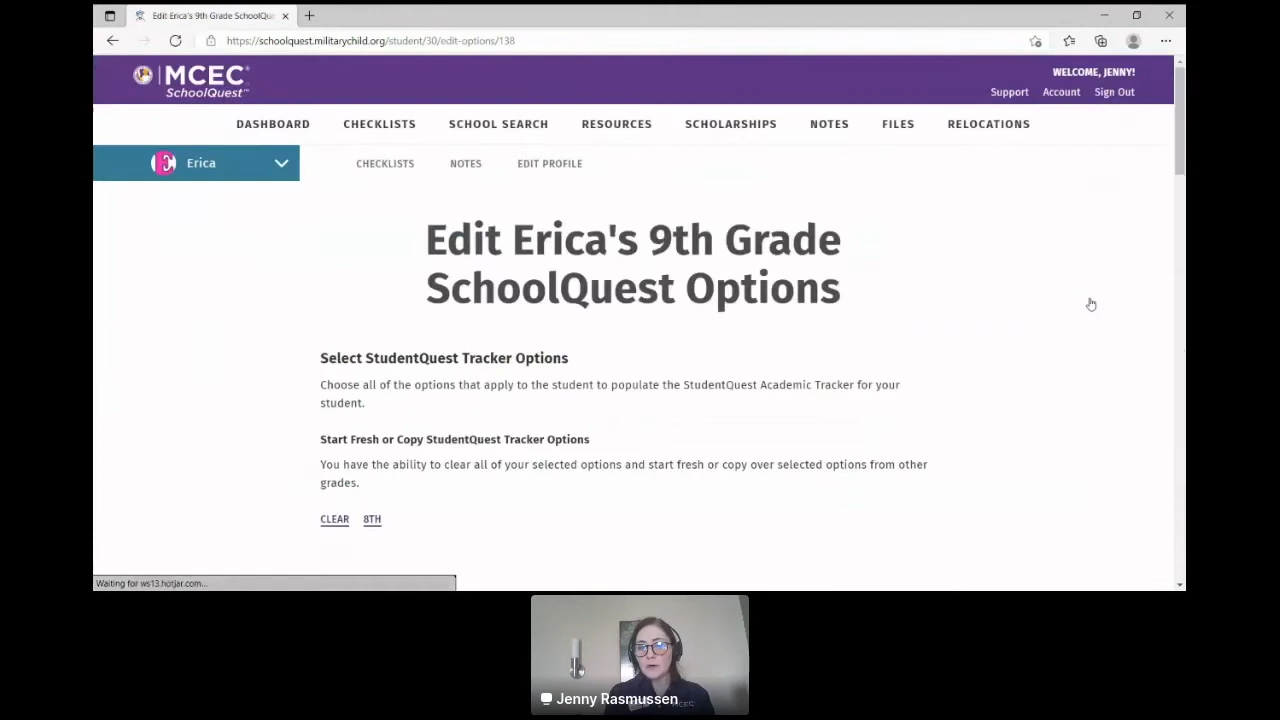 Edit Erica's 9th Grade SchoolQue
https://schoolquest.militarychild.org/student/30/edit-options/138
MCEC
SchoolQuest™
WELCOME, JENNY!
Support Account Sign Out
DASHBOARD CHECKLISTS SCHOOL SEARCH RESOURCES SCHOLARSHIPS NOTES FILES RELOCATIONS
E Erica CHECKLISTS NOTES EDIT PROFILE
Edit Erica's 9th Grade
SchoolQuest Options
Select StudentQuest Tracker Options
Choose all of the options that apply to the student to populate the StudentQuest Academic Tracker for your
student.
Start Fresh or Copy StudentQuest Tracker Options
You have the ability to clear all of your selected options and start fresh or copy over selected options from other
grades.
CLEAR 8TH
Waiting for ws13.hotjar.com...
Jenny Rasmussen
MCEC